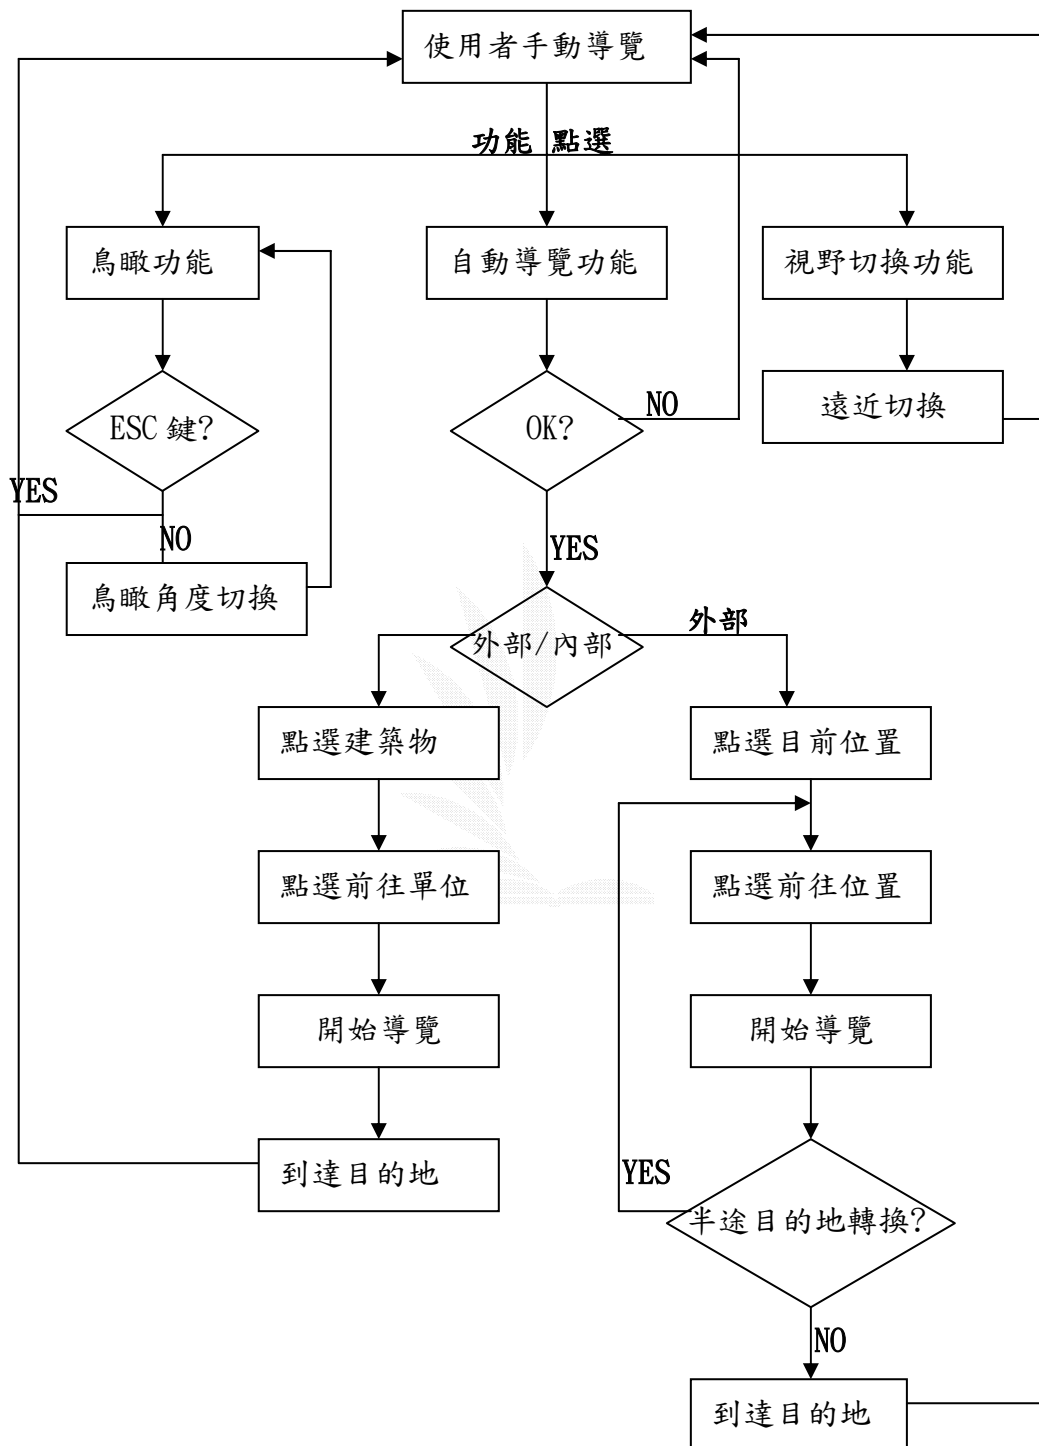 使用者手動導覽
功能 點選
鳥瞰功能
自動導覽功能
視野切換功能
ESC 鍵?
OK?
NO
遠近切換
YES
NO
YES
鳥瞰角度切換
外部/內部
外部
點選建築物
點選目前位置
點選前往單位
點選前往位置
開始導覽
開始導覽
到達目的地
YES
半途目的地轉換?
NO
到達目的地